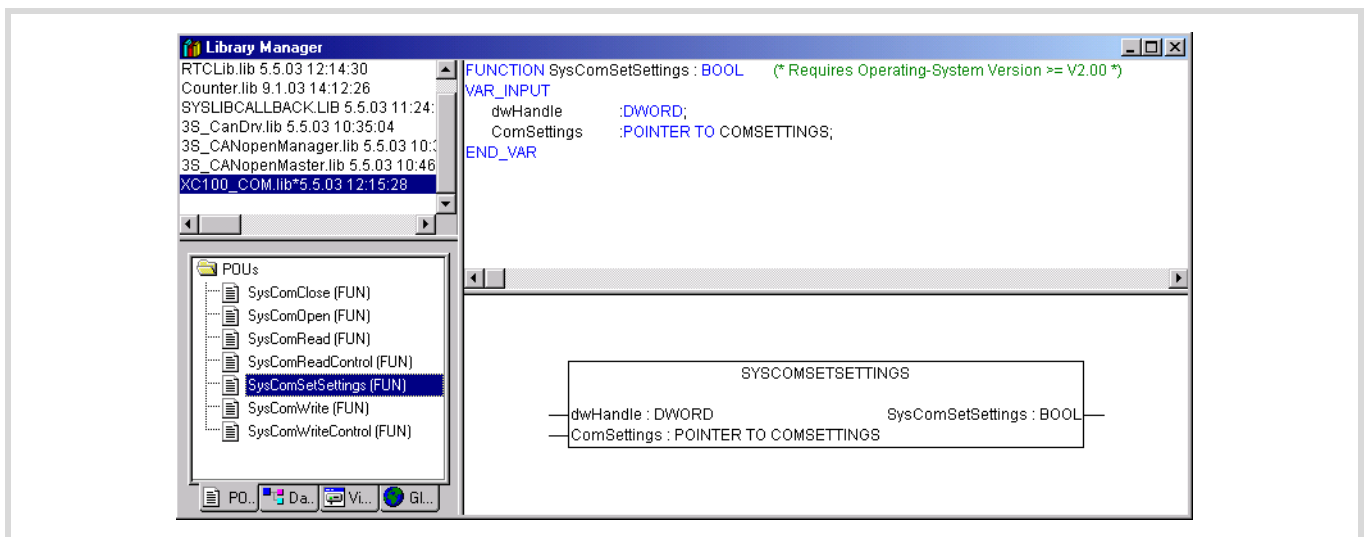 Library Manager
RTCLib.lib 5.5.03 12:14:30
Counter.lib 9.1.03 14:12:26
SYSLIBCALLBACK.LIB 5.5.03 11:24:
3S_CanDrv.lib 5.5.03 10:35:04
3S_CANopenManager.lib 5.5.03 10:3
3S_CANopenMaster.lib 5.5.03 10:46
XC100_COM.lib*5.5.03 12:15:28
FUNCTION SysComSetSettings : BOOL (* Requires Operating-System Version >= V2.00 *)
VAR_INPUT
dwHandle :DWORD;
ComSettings :POINTER TO COMSETTINGS;
END_VAR
POUs
SysComClose (FUN)
SysComOpen (FUN)
SysComRead (FUN)
SysComReadControl (FUN)
SysComSetSettings (FUN)
SysComWrite (FUN)
SysComWriteControl (FUN)
PO.. Da.. Vi... Gl...
SYSCOMSETSETTINGS
dwHandle : DWORD SysComSetSettings : BOOL
ComSettings : POINTER TO COMSETTINGS